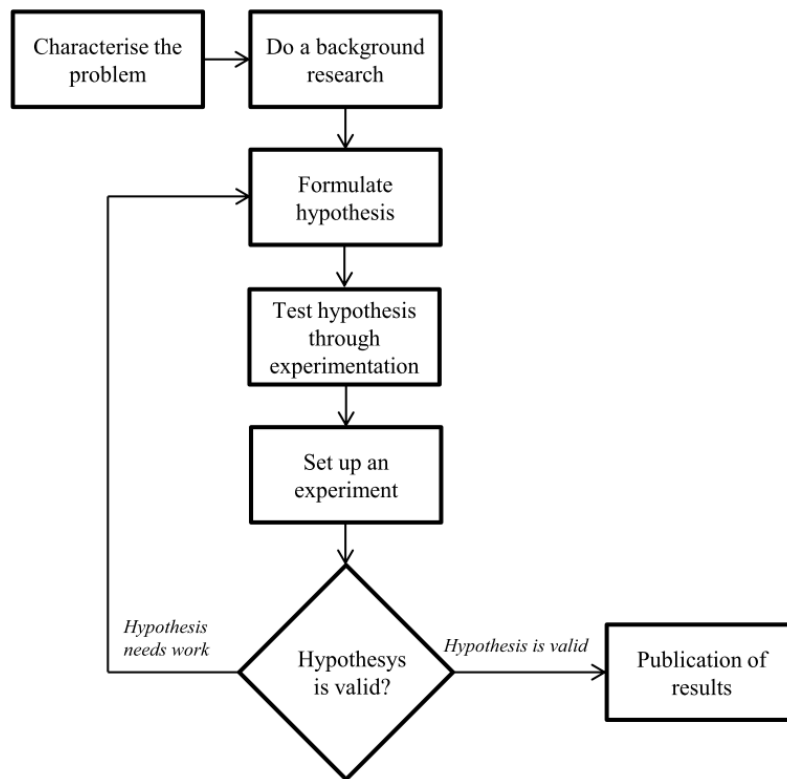 Characterise the
problem
Do a background
research
Formulate
hypothesis
Test hypothesis
through
experimentation
Set up an
experiment
Hypothesis
needs work
Hypothesys
is valid?
Hypothesis is valid
Publication of
results